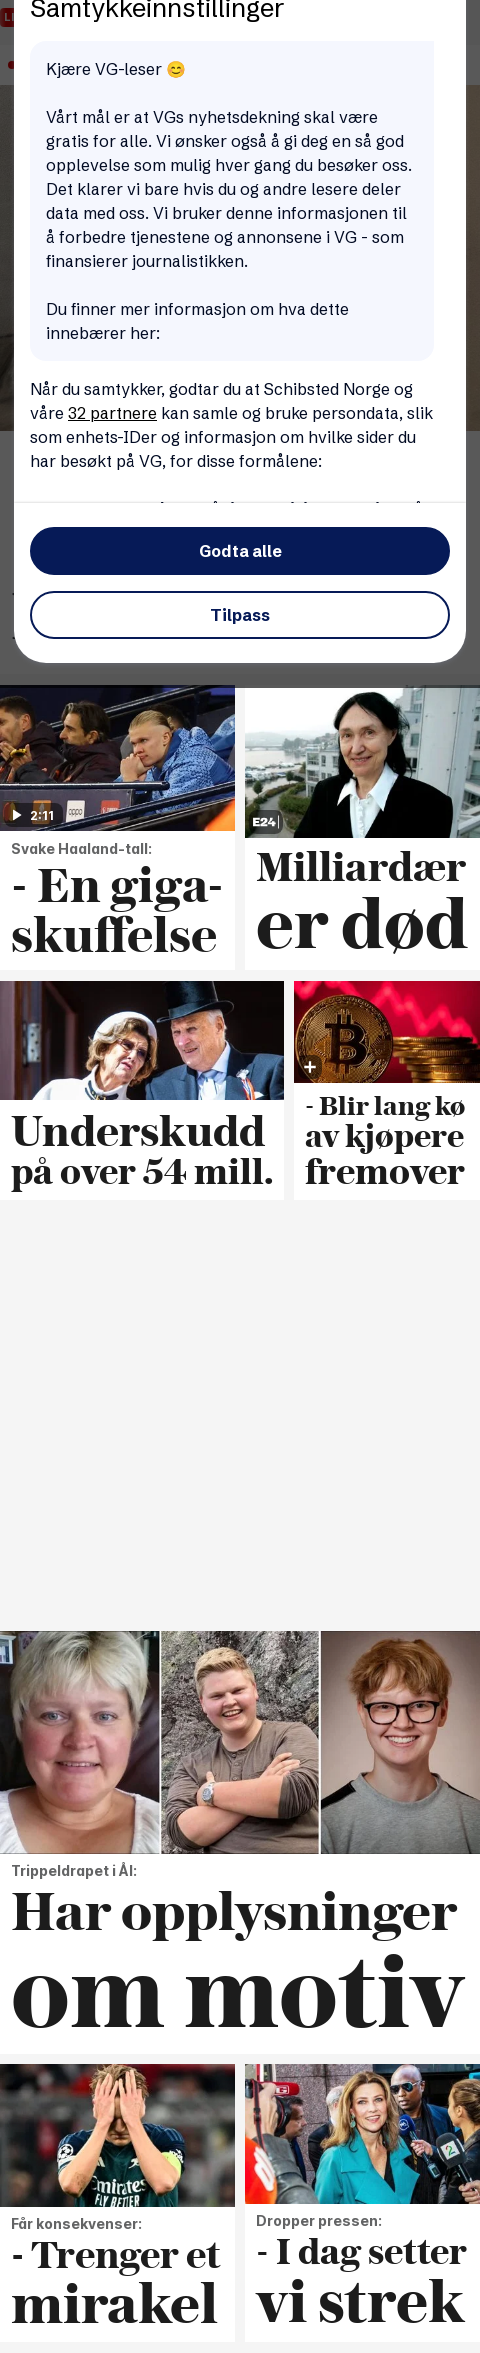 Samtykkeinnstillinger
Kjære VG-leser 😊
Vårt mål er at VGs nyhetsdekning skal være
gratis for alle. Vi ønsker også å gi deg en så god
opplevelse som mulig hver gang du besøker oss.
Det klarer vi bare hvis du og andre lesere deler
data med oss. Vi bruker denne informasjonen til
å forbedre tjenestene og annonsene i VG - som
finansierer journalistikken.
Du finner mer informasjon om hva dette
innebærer her:
Når du samtykker, godtar du at Schibsted Norge og
våre 32 partnere kan samle og bruke persondata, slik
som enhets-IDer og informasjon om hvilke sider du
har besøkt på VG, for disse formålene:
Godta alle
Tilpass
2:11
oppo
E24
Svake Haaland-tall:
- En giga-
skuffelse
Milliardær
er død
Underskudd
på over 54 mill.
- Blir lang kø
av kjøpere
fremover
Trippeldrapet i Ål:
Har opplysninger
om motiv
Emirates
FLY BETTER
2
Får konsekvenser:
- Trenger et
mirakel
Dropper pressen:
- I dag setter
vi strek